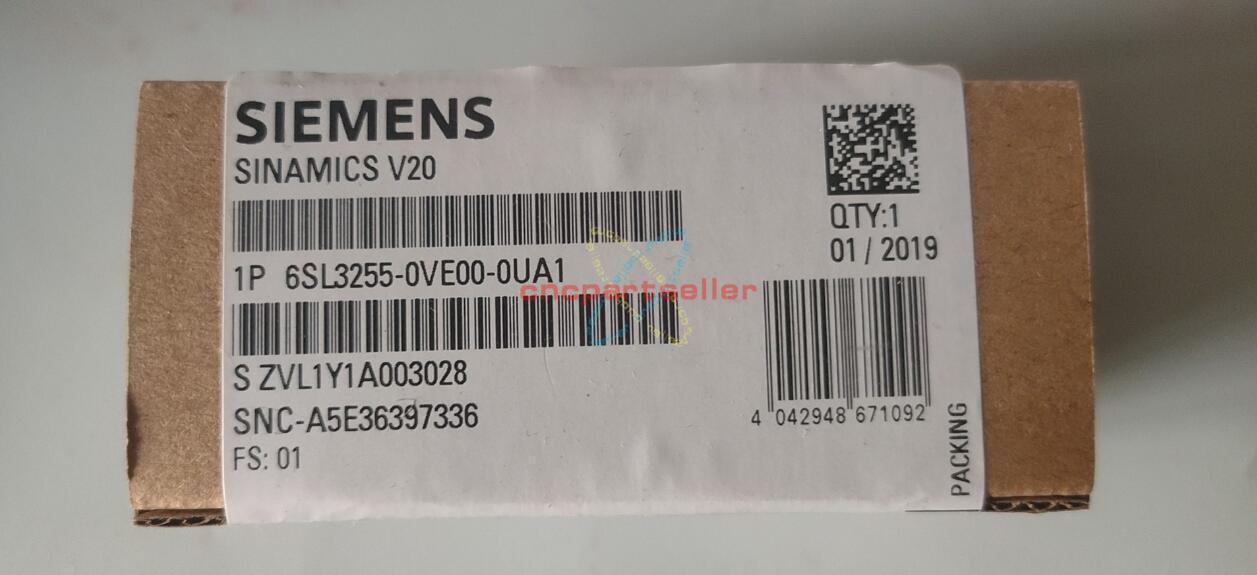 SIEMENS
SINAMICS V20
1P 6SL3255-0VE00-0UA1
S ZVL1Y1A003028
SNC-A5E36397336
FS: 01
QTY:1
01 / 2019
4 042948 671092
PACKING
cncpartseller